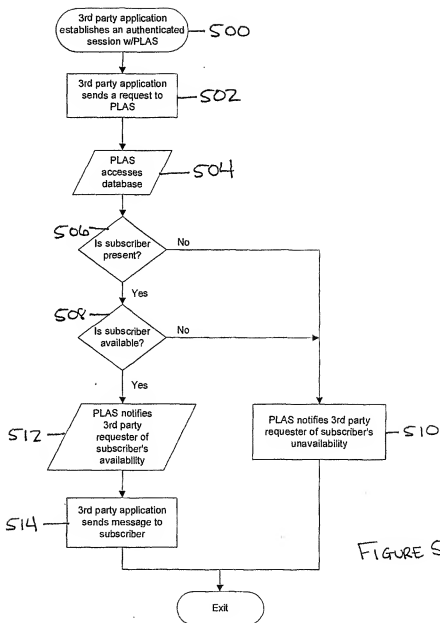 3rd party application
establishes an authenticated
session w/PLAS
500
3rd party application
sends a request to
PLAS
502
PLAS
accesses
database
504
506
Is subscriber
present?
No
Yes
508
Is subscriber
available?
No
Yes
512
PLAS notifies
3rd party
requester of
subscriber's
availability
PLAS notifies 3rd party
requester of subscriber's
unavailability
510
514
3rd party application
sends message to
subscriber
FIGURE 5
Exit